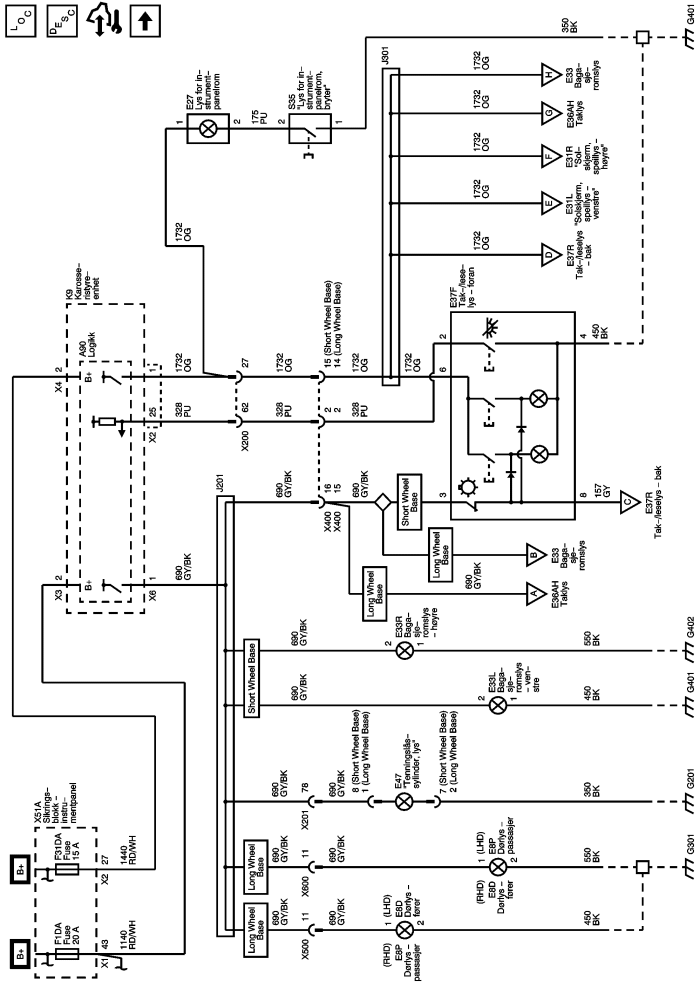 LOC
DESC
X51A
Sikrings-
blokk -
instru-
mentpanel
B+
F31DA
Fuse
15 A
X2
27
1440
RD/WH
B+
F1DA
Fuse
20 A
X1
43
1140
RD/WH
K9
Karosse-
ristyre-
enhet
A90
Logikk
X4
2
B+
1
1732
OG
X2
25
328
PU
X3
2
B+
X6
1
690
GY/BK
1732
OG
E27
Lys for in-
strument-
panelrom
1
2
175
PU
S35
"Lys for in-
strument-
panelrom,
bryter"
2
1
350
BK
G401
27
62
X200
1732
OG
328
PU
15 (Short Wheel Base)
14 (Long Wheel Base)
2
2
16
15
X400
X400
1732
OG
328
PU
690
GY/BK
690
GY/BK
J301
1732
OG
H
E33
Baga-
sje-
romslys
1732
OG
G
E36AH
Taklys
1732
OG
F
E31R
"Sol-
skjerm,
speillys -
høyre"
1732
OG
E
E31L
"Solskjerm,
speillys -
venstre"
1732
OG
D
E37R
Tak-/leselys
- bak
1732
OG
E37F
Tak-/lese-
lys - foran
2
6
3
4
8
450
BK
157
GY
C
E37R
Tak-/leselys - bak
Short Wheel
Base
Long Wheel
Base
690
GY/BK
B
E33
Baga-
sje-
romslys
Long Wheel
Base
A
E36AH
Taklys
J201
Short Wheel Base
690
GY/BK
2
E33R
Baga-
sje-
romslys
- høyre
1
550
BK
G402
690
GY/BK
2
E33L
Baga-
sje-
romslys
- ven-
stre
1
450
BK
G401
690
GY/BK
78
X201
690
GY/BK
8 (Short Wheel Base)
1 (Long Wheel Base)
E47
"Tenningslås-
sylinder, lys"
7 (Short Wheel Base)
2 (Long Wheel Base)
350
BK
G201
Long Wheel
Base
690
GY/BK
11
X600
690
GY/BK
1 (LHD)
E8P
Dørlys -
passasjer
2
(RHD)
E8D
Dørlys -
fører
550
BK
G301
Long Wheel
Base
690
GY/BK
11
X500
690
GY/BK
1 (LHD)
E8D
Dørlys -
fører
2
(RHD)
E8P
Dørlys -
passasjer
450
BK